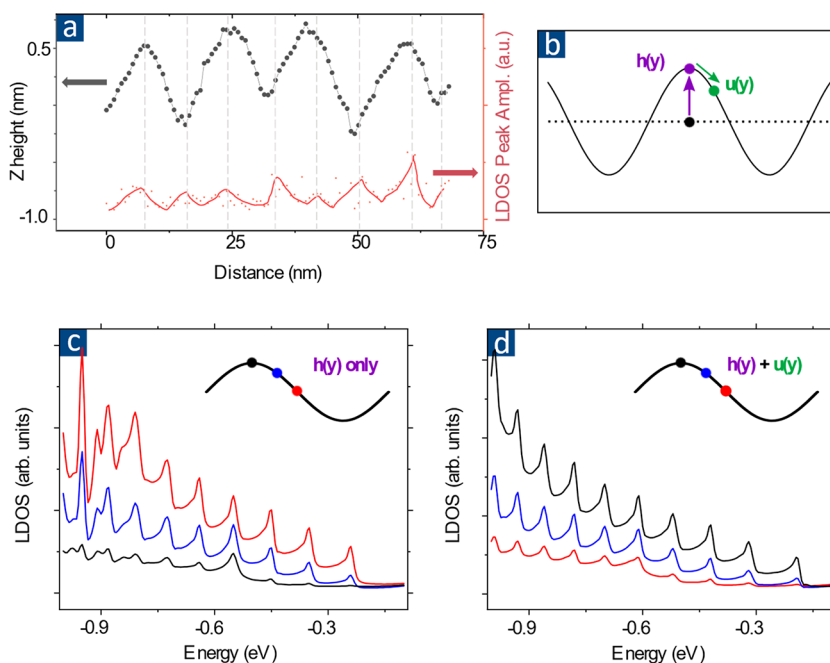 a
0.5
Z height (nm)
-1.0
LDOS Peak Ampl. (a.u.)
0
25
50
75
Distance (nm)
b
h(y)
u(y)
c
h(y) only
LDOS (arb. units)
-0.9
-0.6
-0.3
Energy (eV)
d
h(y) + u(y)
LDOS (arb. units)
-0.9
-0.6
-0.3
Energy (eV)